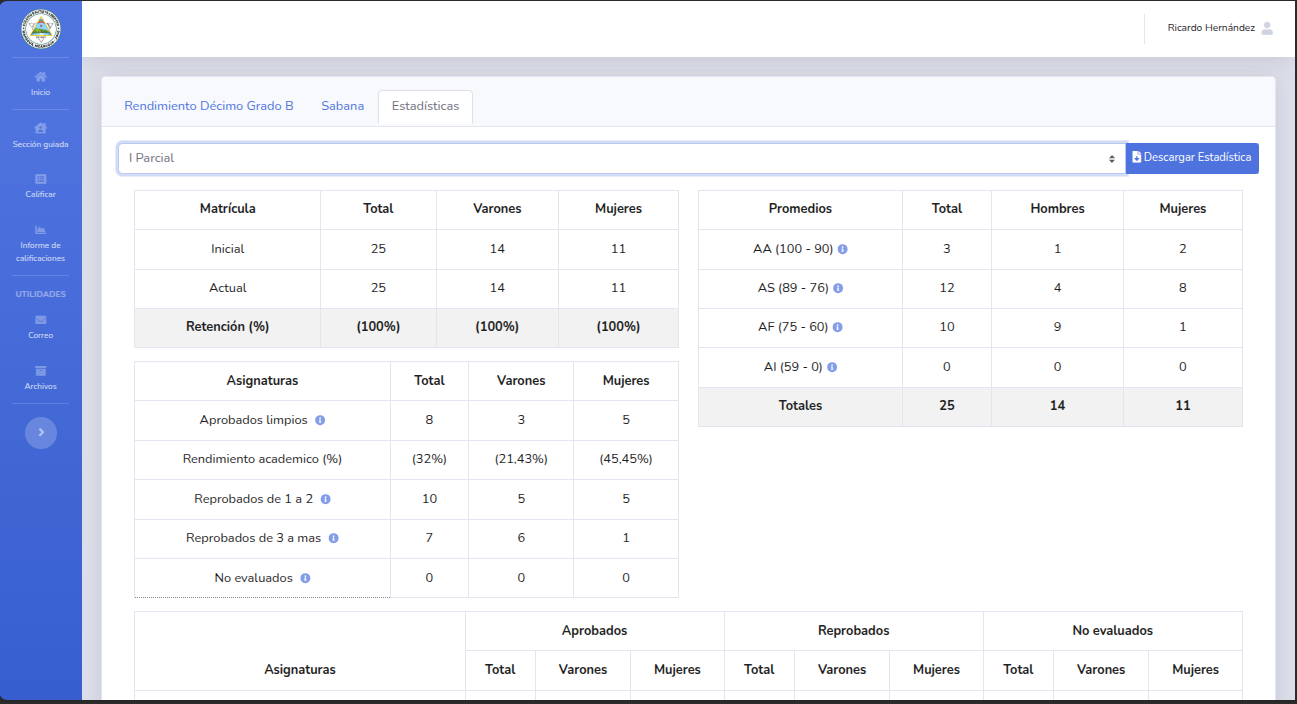 Ricardo Hernández
Inicio
Sección guiada
Calificar
Informe de
calificaciones
UTILIDADES
Correo
Archivos
Rendimiento Décimo Grado B Sabana Estadísticas
I Parcial Descargar Estadística
Matrícula Total Varones Mujeres
Inicial 25 14 11
Actual 25 14 11
Retención (%) (100%) (100%) (100%)
Promedios Total Hombres Mujeres
AA (100 - 90) 3 1 2
AS (89 - 76) 12 4 8
AF (75 - 60) 10 9 1
AI (59 - 0) 0 0 0
Totales 25 14 11
Asignaturas Total Varones Mujeres
Aprobados limpios 8 3 5
Rendimiento academico (%) (32%) (21,43%) (45,45%)
Reprobados de 1 a 2 10 5 5
Reprobados de 3 a mas 7 6 1
No evaluados 0 0 0
Aprobados Reprobados No evaluados
Asignaturas Total Varones Mujeres Total Varones Mujeres Total Varones Mujeres